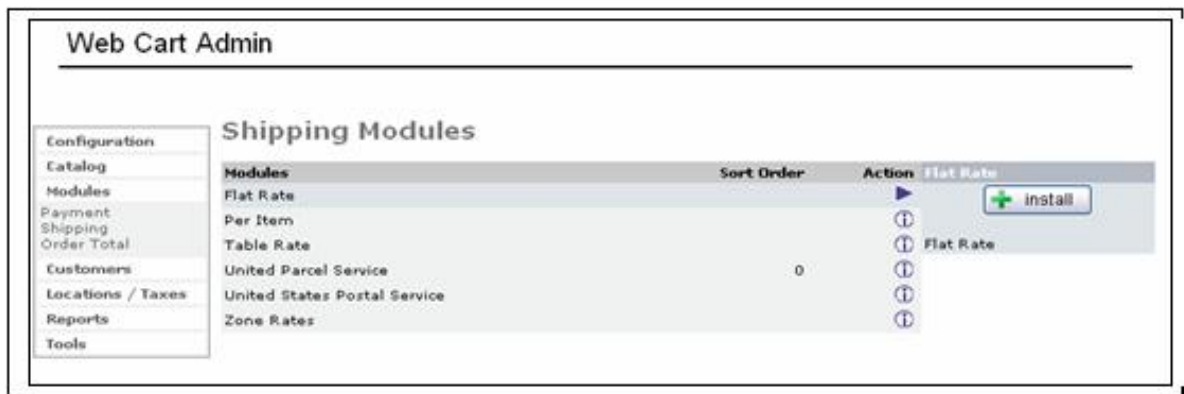 Web Cart Admin
Shipping Modules
Configuration
Catalog
Modules
Payment
Shipping
Order Total
Customers
Locations / Taxes
Reports
Tools
Modules Sort Order Action
Flat Rate
Per Item
Table Rate
United Parcel Service 0
United States Postal Service
Zone Rates
Flat Rate
install
Flat Rate